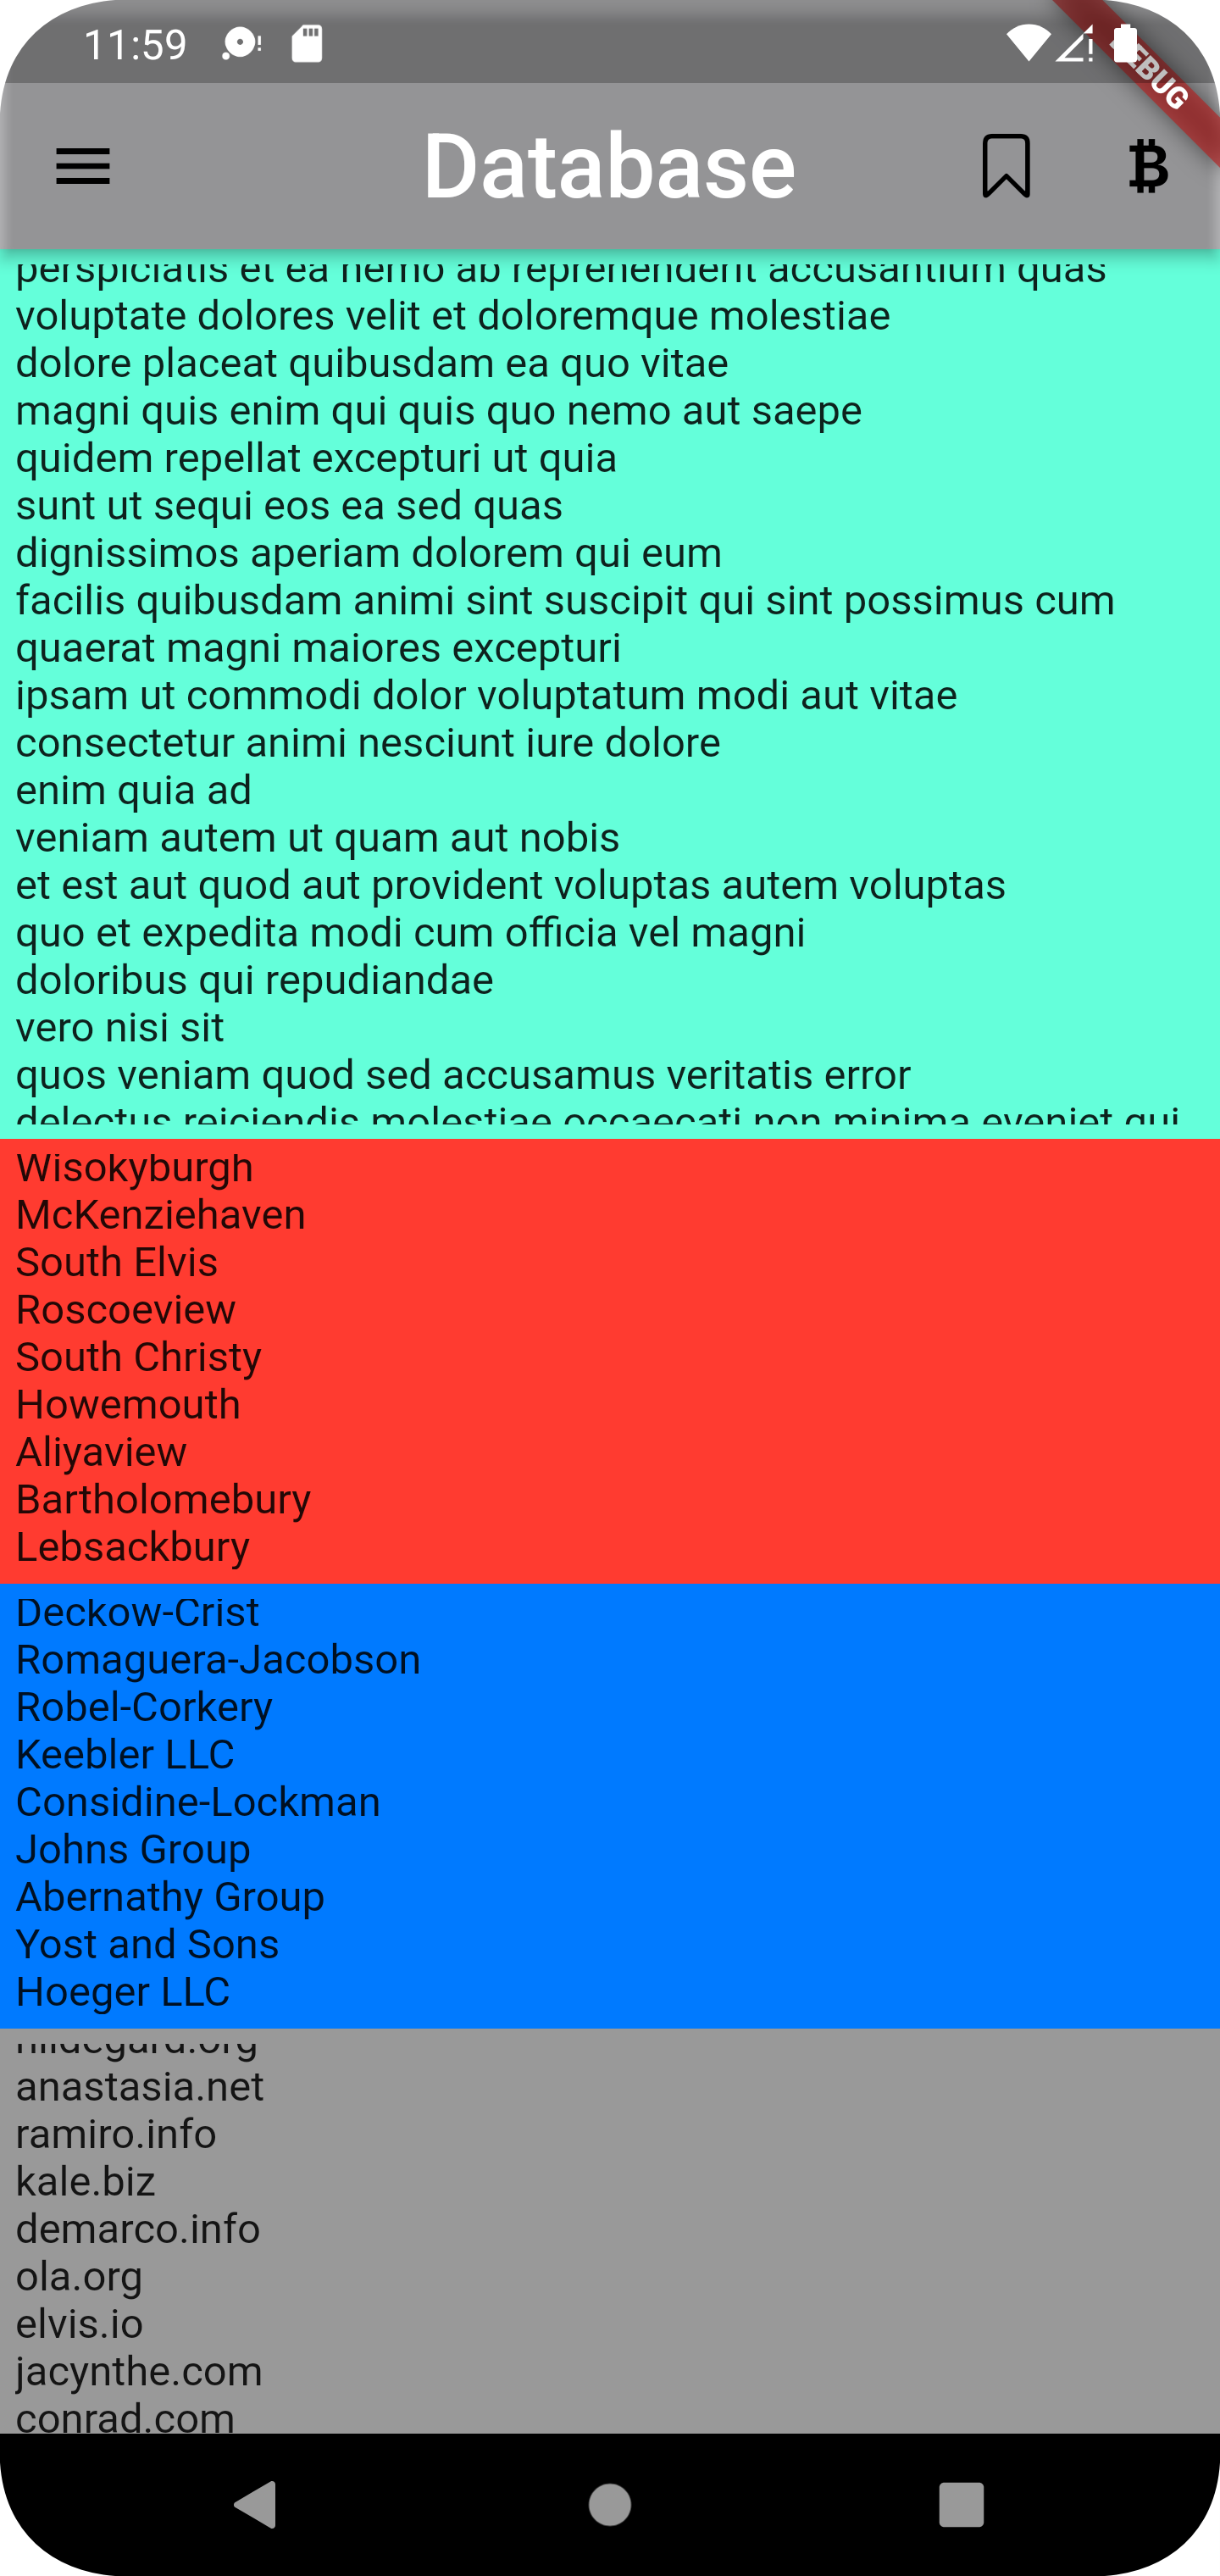 11:59
DEBUG
Database
perspiciatis et ea nemo ab reprehenderit accusantium quas
voluptate dolores velit et doloremque molestiae
dolore placeat quibusdam ea quo vitae
magni quis enim qui quis quo nemo aut saepe
quidem repellat excepturi ut quia
sunt ut sequi eos ea sed quas
dignissimos aperiam dolorem qui eum
facilis quibusdam animi sint suscipit qui sint possimus cum
quaerat magni maiores excepturi
ipsam ut commodi dolor voluptatum modi aut vitae
consectetur animi nesciunt iure dolore
enim quia ad
veniam autem ut quam aut nobis
et est aut quod aut provident voluptas autem voluptas
quo et expedita modi cum officia vel magni
doloribus qui repudiandae
vero nisi sit
quos veniam quod sed accusamus veritatis error
delectus reiciendis molestiae occaecati non minima eveniet qui
Wisokyburgh
McKenziehaven
South Elvis
Roscoeview
South Christy
Howemouth
Aliyaview
Bartholomebury
Lebsackbury
Deckow-Crist
Romaguera-Jacobson
Robel-Corkery
Keebler LLC
Considine-Lockman
Johns Group
Abernathy Group
Yost and Sons
Hoeger LLC
hildegard.org
anastasia.net
ramiro.info
kale.biz
demarco.info
ola.org
elvis.io
jacynthe.com
conrad.com